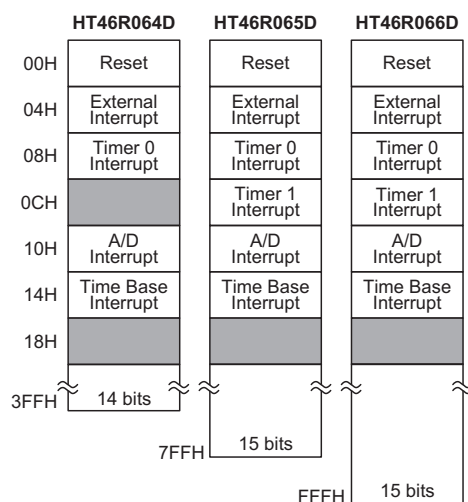 HT46R064D HT46R065D HT46R066D
00H Reset Reset Reset
04H External Interrupt External Interrupt External Interrupt
08H Timer 0 Interrupt Timer 0 Interrupt Timer 0 Interrupt
0CH Timer 1 Interrupt Timer 1 Interrupt
10H A/D Interrupt A/D Interrupt A/D Interrupt
14H Time Base Interrupt Time Base Interrupt Time Base Interrupt
18H
3FFH 14 bits
7FFH 15 bits
FFFH 15 bits